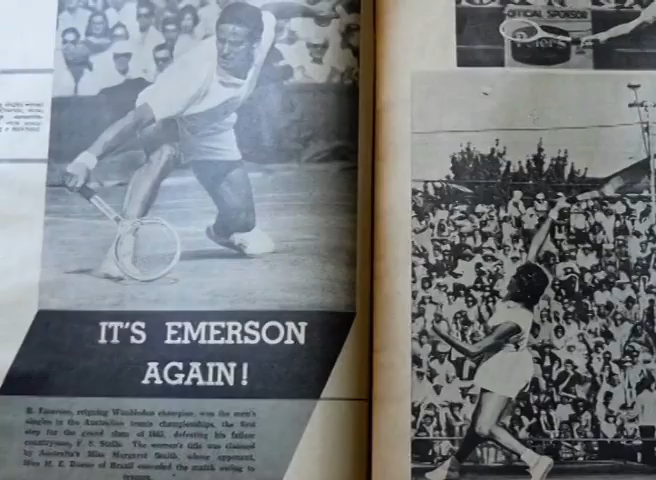 OFFICIAL SPONSOR
IT'S EMERSON
AGAIN!
R. Emerson, reigning Wimbledon champion, was the men's
singles in the Australian tennis championships, the first
step for the grand slam of 1965, defeating his fellow
countryman, F. S. Stolle. The women's title was claimed
by Australia's Miss Margaret Smith, whose opponent,
Miss M. E. Bueno of Brazil conceded the match owing to